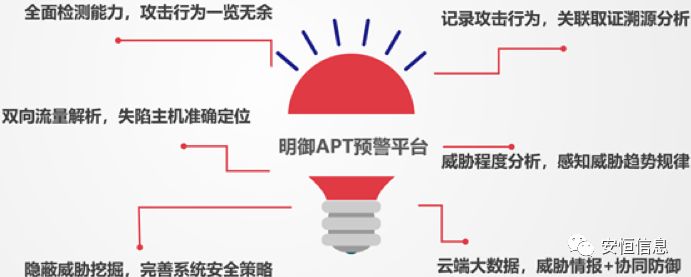 全面检测能力，攻击行为一览无余
记录攻击行为，关联取证溯源分析
双向流量解析，失陷主机准确定位
明御APT预警平台
威胁程度分析，感知威胁趋势规律
隐蔽威胁挖掘，完善系统安全策略
云端大数据，威胁情报+协同防御
安恒信息